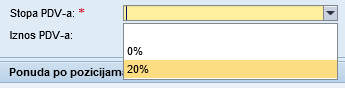 Stopa PDV-a: *
Iznos PDV-a:
0%
20%
Ponuda po pozicijama